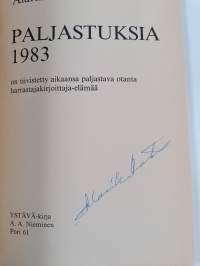 PALJASTUKSIA
1983
on tiivistetty aikaansa paljastava otanta
harrastajakirjoittaja-elämää
YSTÄVÄ-kirja
A. A. Nieminen
Pori 61